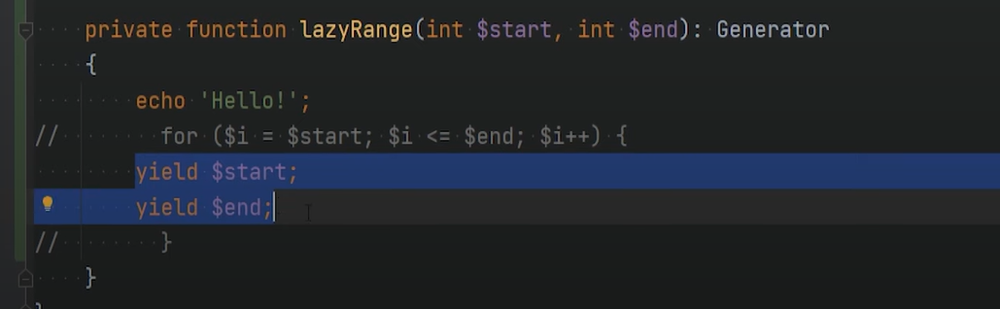 private function lazyRange(int $start, int $end): Generator
{
echo 'Hello!';
// for ($i = $start; $i <= $end; $i++) {
yield $start;
yield $end;
// }
}